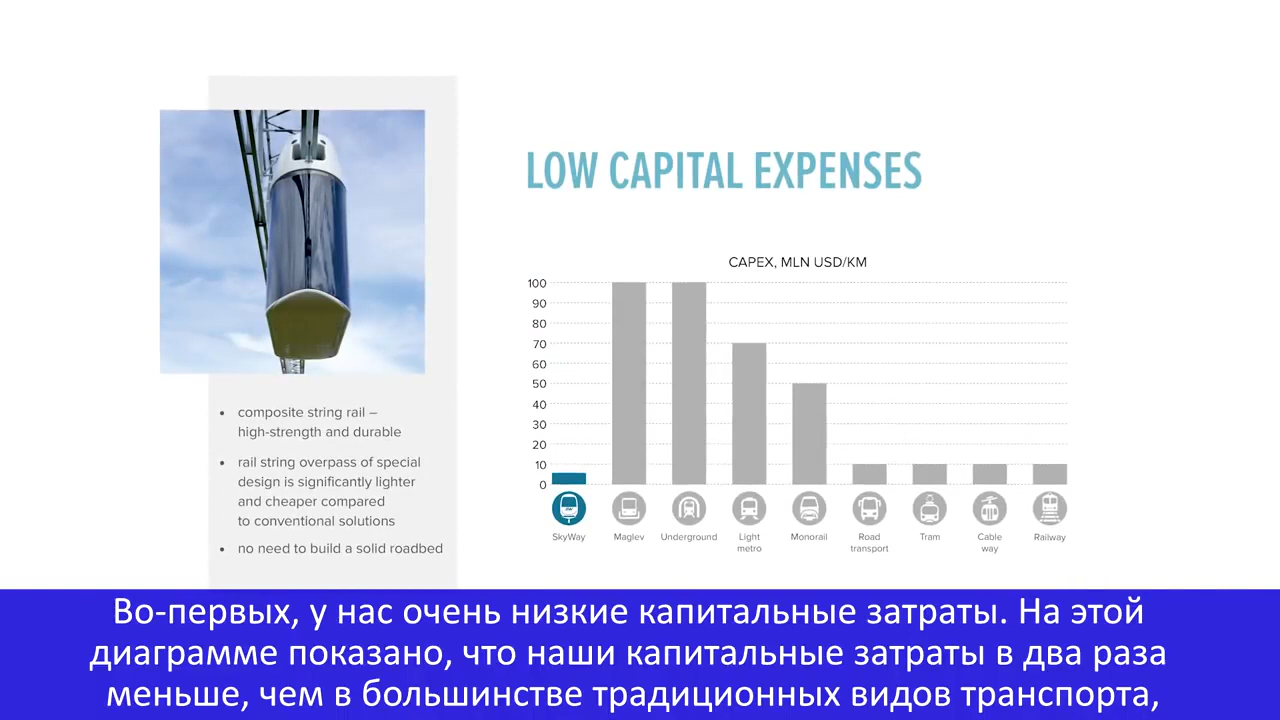 LOW CAPITAL EXPENSES
CAPEX, MLN USD/KM
100
90
80
70
60
50
40
30
20
10
0
SkyWay
Maglev
Underground
Light
metro
Monorail
Road
transport
Tram
Cable
way
Railway
• composite string rail –
high-strength and durable
• rail string overpass of special
design is significantly lighter
and cheaper compared
to conventional solutions
• no need to build a solid roadbed
Во-первых, у нас очень низкие капитальные затраты. На этой
диаграмме показано, что наши капитальные затраты в два раза
меньше, чем в большинстве традиционных видов транспорта,